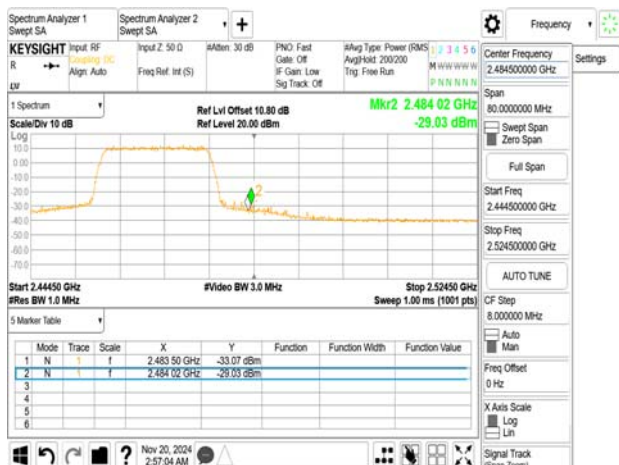 Spectrum Analyzer 1
Swept SA
Spectrum Analyzer 2
Swept SA
+
Frequency
KEYSIGHT
R
Input: RF
Coupling: DC
Align: Auto
Input Z: 50 Ω
Freq Ref: Int (S)
#Atten: 30 dB
PNO: Fast
Gate: Off
IF Gain: Low
Sig Track: Off
#Avg Type: Power (RMS
Avg|Hold: 200/200
Trig: Free Run
1 2 3 4 5 6
M W W W W W
P N N N N N
1 Spectrum
Scale/Div 10 dB
Ref Lvl Offset 10.80 dB
Ref Level 20.00 dBm
Mkr2 2.484 02 GHz
-29.03 dBm
Log
10.0
0.00
-10.0
-20.0
-30.0
-40.0
-50.0
-60.0
-70.0
2
Start 2.44450 GHz
#Res BW 1.0 MHz
#Video BW 3.0 MHz
Stop 2.52450 GHz
Sweep 1.00 ms (1001 pts)
5 Marker Table
Mode Trace Scale X Y Function Function Width Function Value
1 N 1 f 2.483 50 GHz -33.07 dBm
2 N 1 f 2.484 02 GHz -29.03 dBm
3
4
5
6
Nov 20, 2024
2:57:04 AM
?
Center Frequency
2.484500000 GHz
Settings
Span
80.0000000 MHz
Swept Span
Zero Span
Full Span
Start Freq
2.444500000 GHz
Stop Freq
2.524500000 GHz
AUTO TUNE
CF Step
8.000000 MHz
Auto
Man
Freq Offset
0 Hz
X Axis Scale
Log
Lin
Signal Track